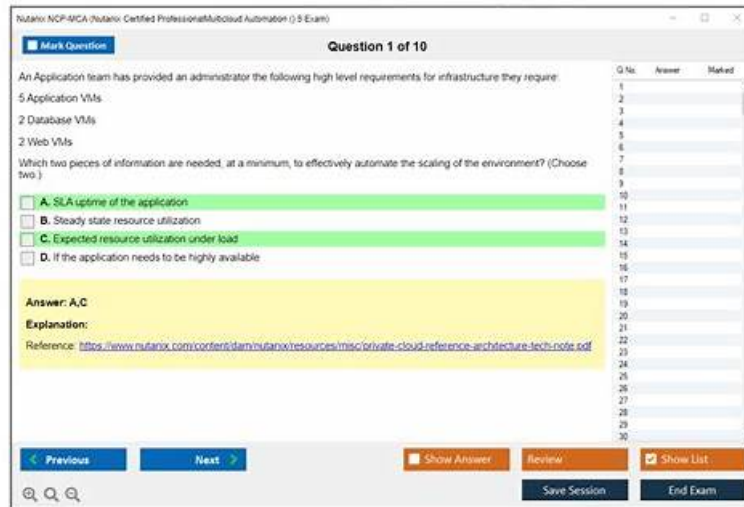 Nutanix NCP-MCA (Nutanix Certified ProfessionalMulticloud Automation () 5 Exam)
Mark Question
Question 1 of 10
An Application team has provided an administrator the following high level requirements for infrastructure they require
5 Application VMs
2 Database VMs
2 Web VMs
Which two pieces of information are needed, at a minimum, to effectively automate the scaling of the environment? (Choose
two.)
A. SLA uptime of the application
B. Steady state resource utilization
C. Expected resource utilization under load
D. If the application needs to be highly available
Answer: A,C
Explanation:
Reference: https://www.nutanix.com/content/dam/nutanix/resources/misc/private-cloud-reference-architecture-tech-note.pdf
Q No. Answer Marked
1
2
3
4
5
6
7
8
9
10
11
12
13
14
15
16
17
18
19
20
21
22
23
24
25
26
27
28
29
30
Previous
Next
Show Answer
Review
Show List
Save Session
End Exam